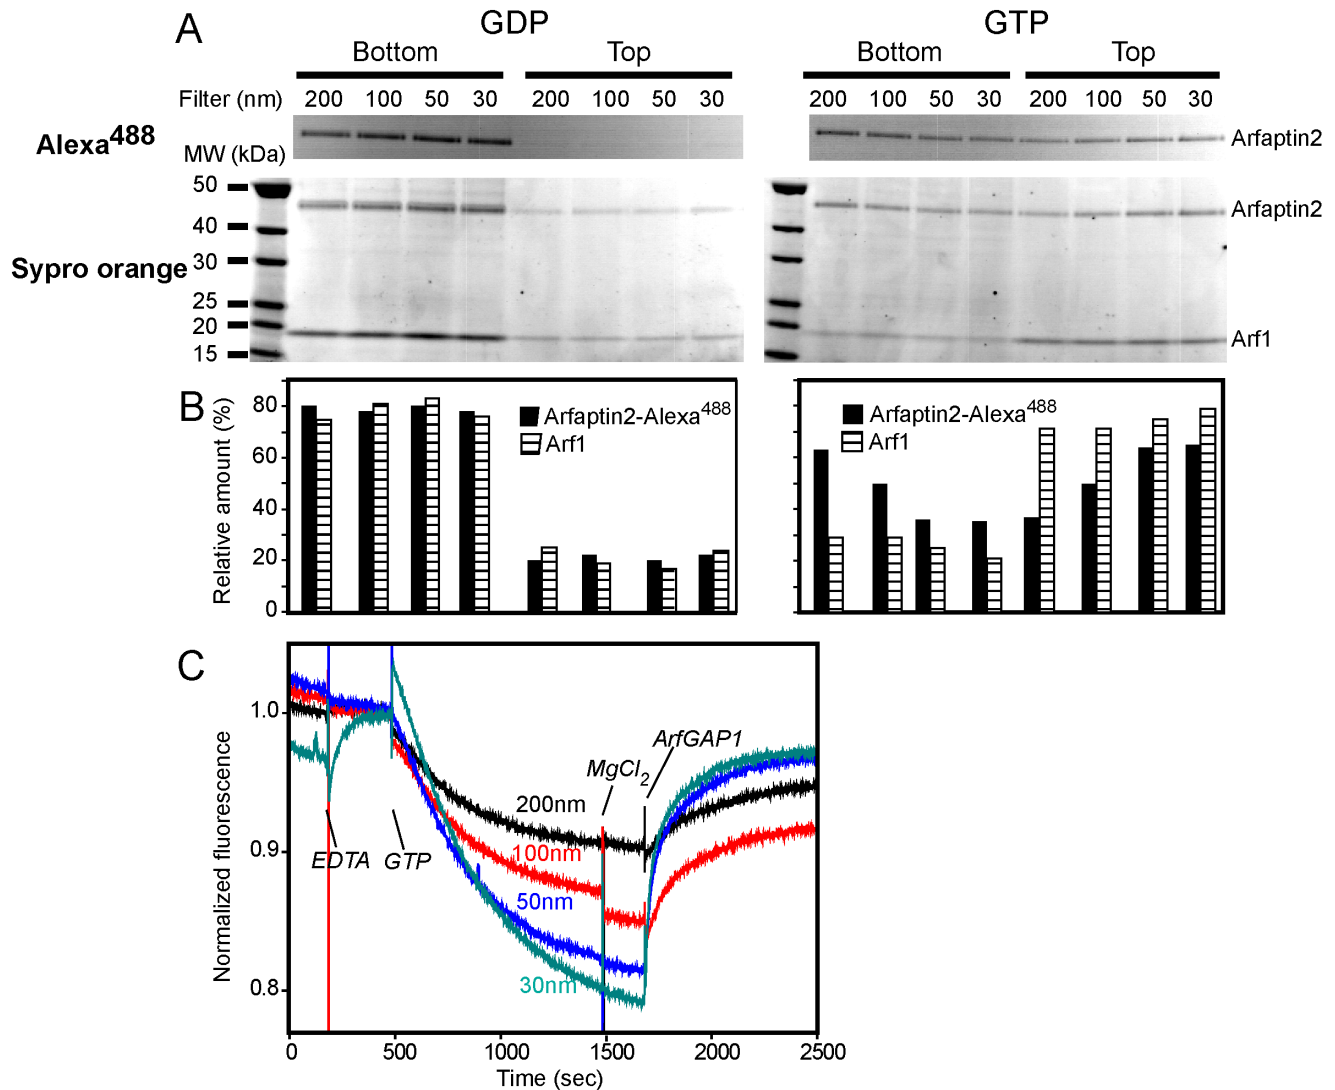 A
GDP
GTP
Bottom
Top
Bottom
Top
Filter (nm)
200 100 50 30 200 100 50 30
200 100 50 30 200 100 50 30
Alexa488
Arfaptin2
MW (kDa)
50
40
30
25
20
15
Sypro orange
Arfaptin2
Arf1
B
Relative amount (%)
80
60
40
20
0
Arfaptin2-Alexa488
Arf1
Arfaptin2-Alexa488
Arf1
C
Normalized fluorescence
1.0
0.9
0.8
EDTA
GTP
MgCl2
ArfGAP1
200nm
100nm
50nm
30nm
0 500 1000 1500 2000 2500
Time (sec)